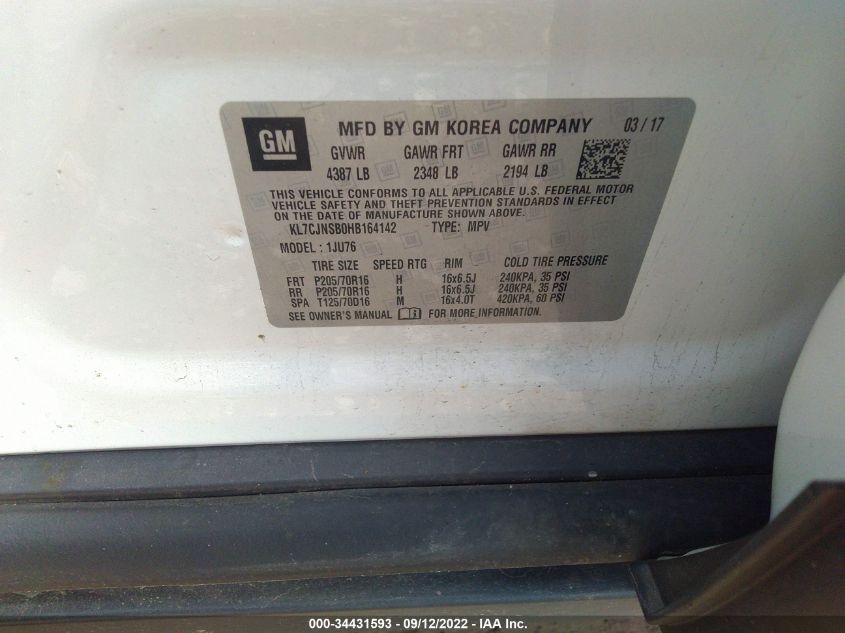 GM
MFD BY GM KOREA COMPANY 03/17
GVWR GAWR FRT GAWR RR
4387 LB 2348 LB 2194 LB
THIS VEHICLE CONFORMS TO ALL APPLICABLE U.S. FEDERAL MOTOR
VEHICLE SAFETY AND THEFT PREVENTION STANDARDS IN EFFECT
ON THE DATE OF MANUFACTURE SHOWN ABOVE.
KL7CJNSB0HB164142 TYPE: MPV
MODEL : 1JU76
TIRE SIZE SPEED RTG RIM COLD TIRE PRESSURE
FRT P205/70R16 H 16x6.5J 240KPA, 35 PSI
RR P205/70R16 H 16x6.5J 240KPA, 35 PSI
SPA T125/70D16 M 16x4.0T 420KPA, 60 PSI
SEE OWNER'S MANUAL FOR MORE INFORMATION.
000-34431593 - 09/12/2022 - IAA Inc.